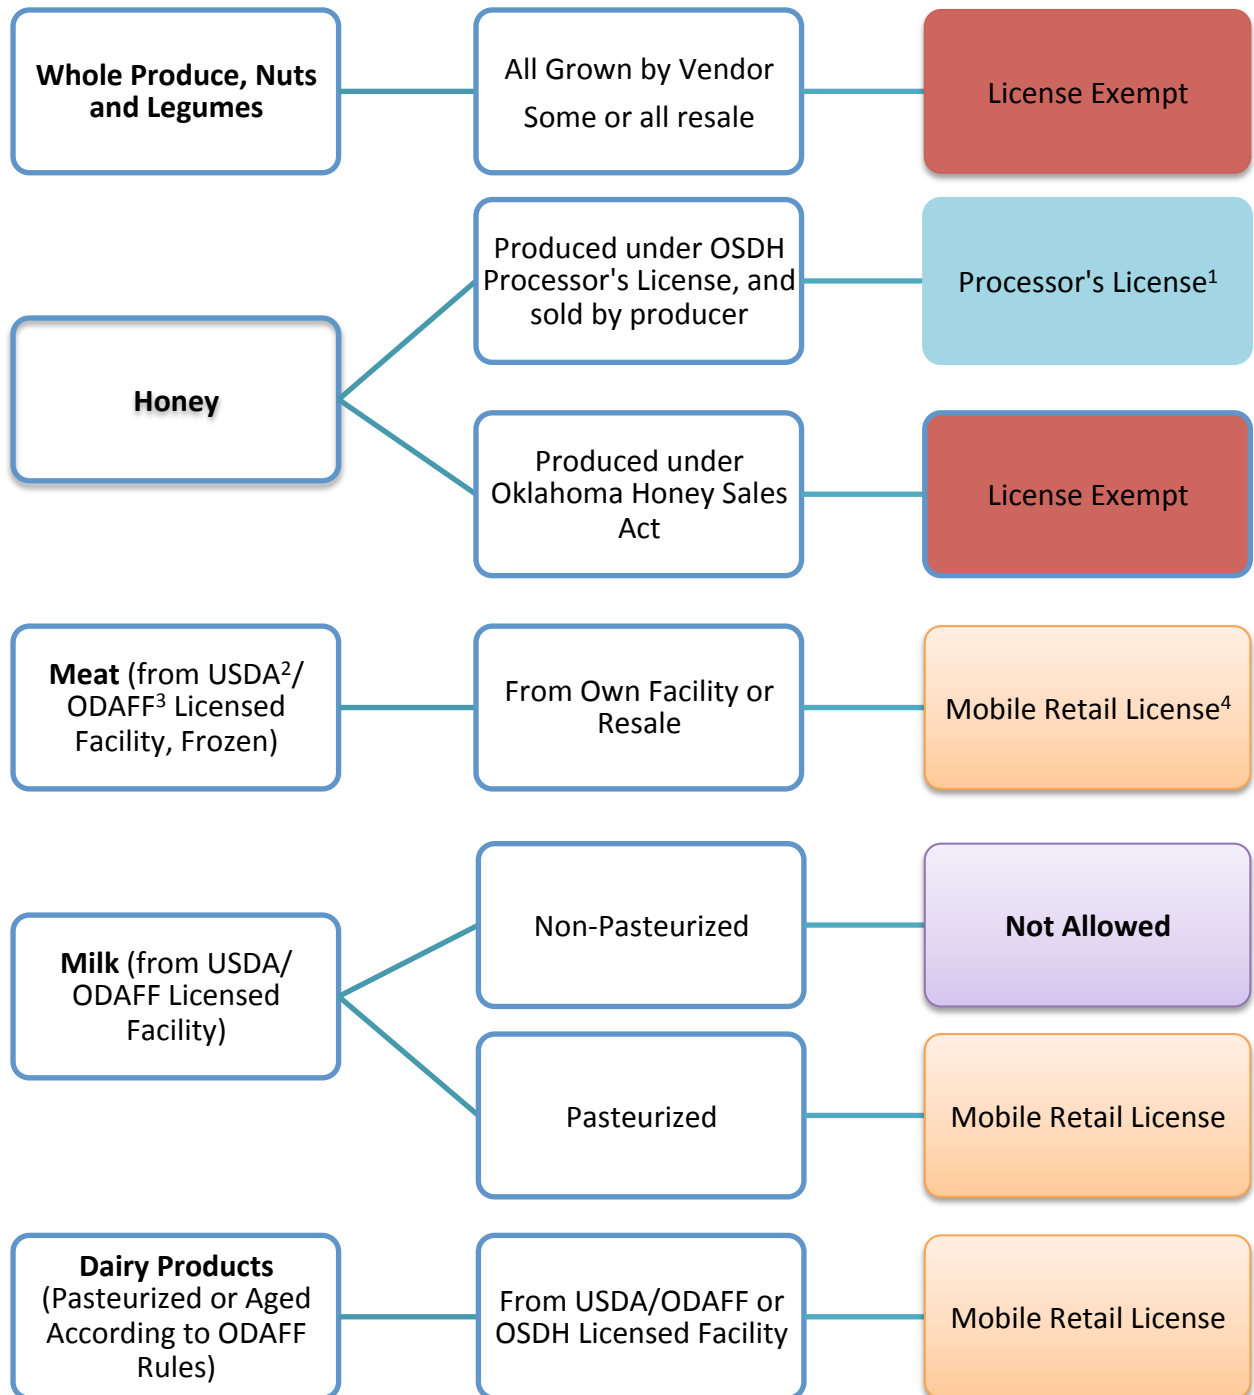 Whole Produce, Nuts
and Legumes
All Grown by Vendor
Some or all resale
License Exempt
Honey
Produced under OSDH
Processor's License, and
sold by producer
Processor's License¹
Produced under
Oklahoma Honey Sales
Act
License Exempt
Meat (from USDA²/
ODAFF³ Licensed
Facility, Frozen)
From Own Facility or
Resale
Mobile Retail License⁴
Milk (from USDA/
ODAFF Licensed
Facility)
Non-Pasteurized
Not Allowed
Pasteurized
Mobile Retail License
Dairy Products
(Pasteurized or Aged
According to ODAFF
Rules)
From USDA/ODAFF or
OSDH Licensed Facility
Mobile Retail License